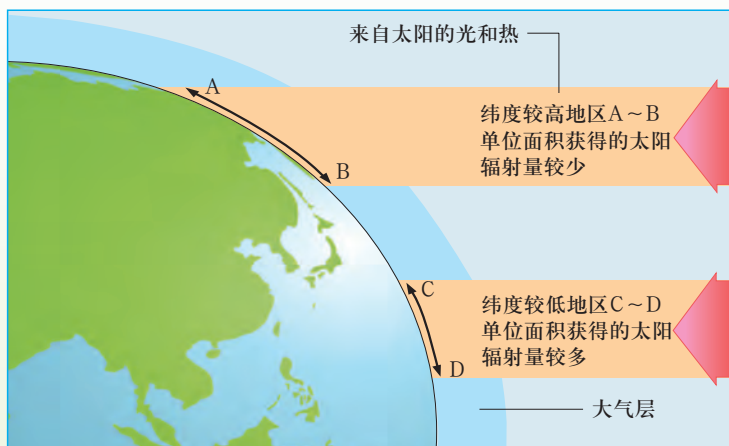 来自太阳的光和热
A
纬度较高地区A～B
单位面积获得的太阳
辐射量较少
B
C
纬度较低地区C～D
单位面积获得的太阳
辐射量较多
D
大气层